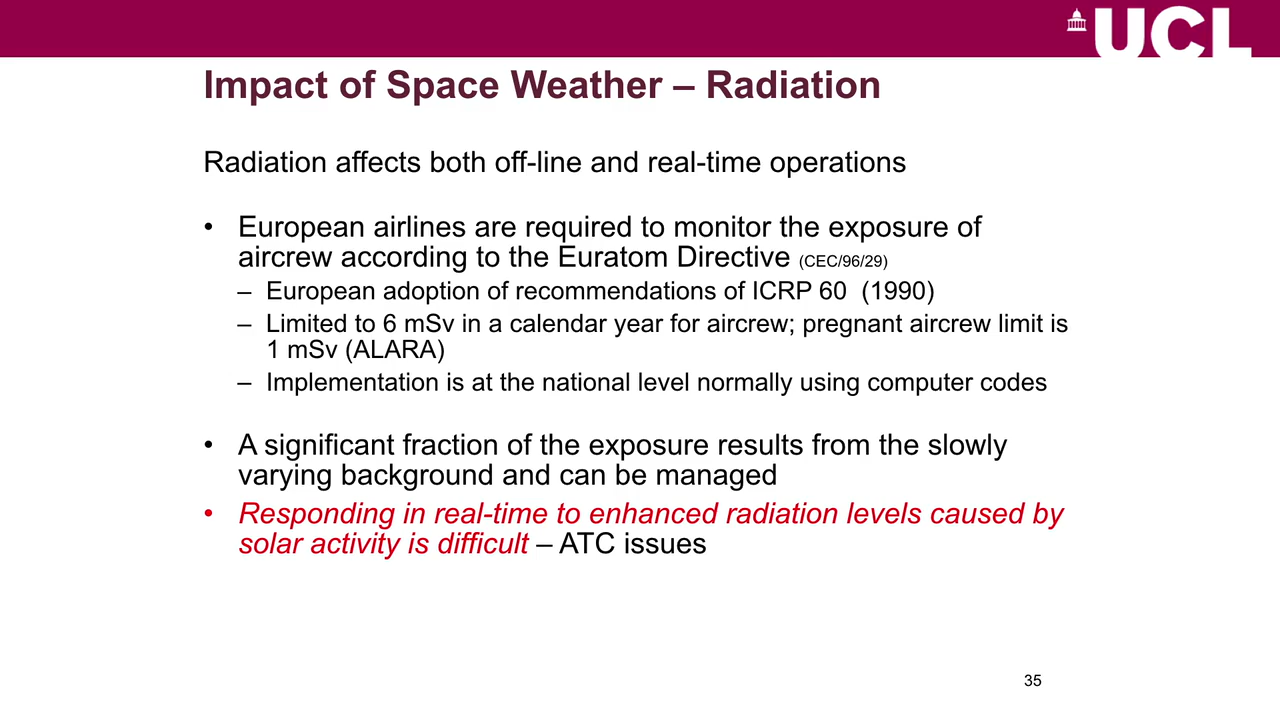 UCL
Impact of Space Weather – Radiation
Radiation affects both off-line and real-time operations
• European airlines are required to monitor the exposure of
aircrew according to the Euratom Directive (CEC/96/29)
– European adoption of recommendations of ICRP 60 (1990)
– Limited to 6 mSv in a calendar year for aircrew; pregnant aircrew limit is
1 mSv (ALARA)
– Implementation is at the national level normally using computer codes
• A significant fraction of the exposure results from the slowly
varying background and can be managed
• Responding in real-time to enhanced radiation levels caused by
solar activity is difficult – ATC issues
35